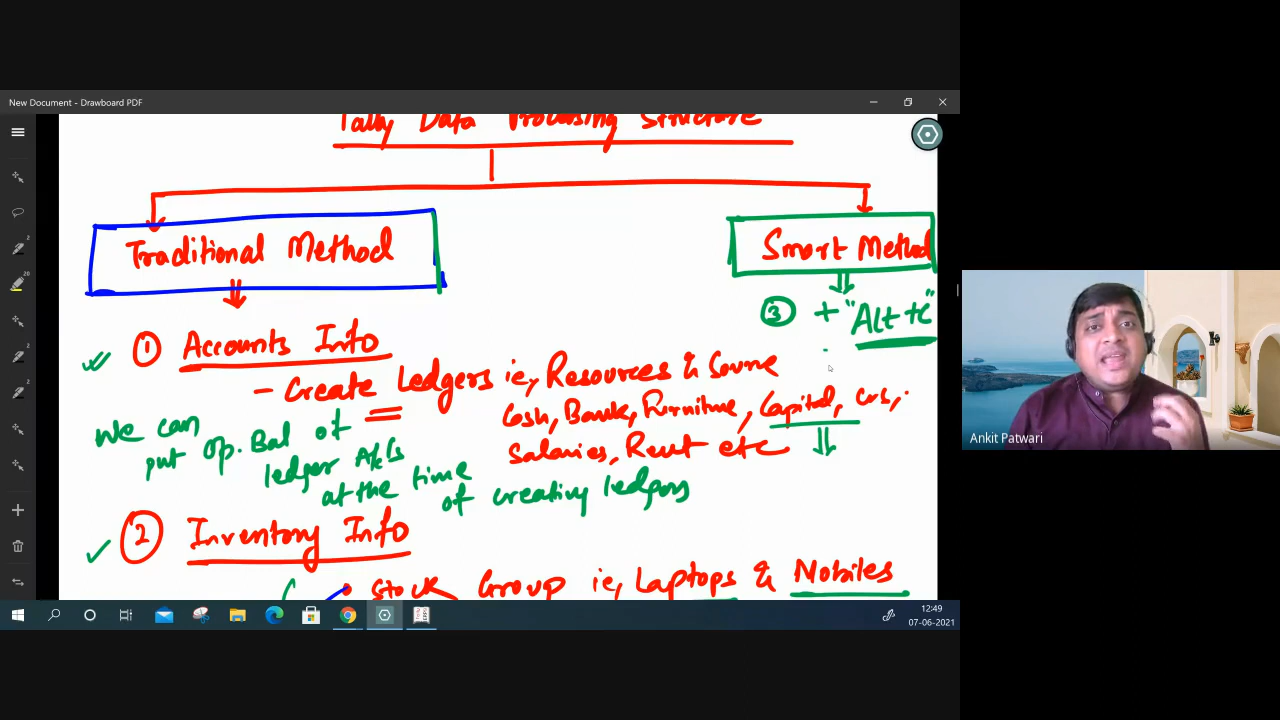 New Document - Drawboard PDF
Tally Data Processing Structure
Traditional Method
Smart Method
③ + "Alt + C"
① Accounts Info
- Create Ledgers ie, Resources & Source
Cash, Bank, Furniture, Capital, Crs,
Salaries, Rent etc
We can
put op. Bal of
ledger A/cs
at the time
of creating ledgers
② Inventory Info
• Stock Group ie, Laptops & Mobiles
Ankit Patwari
12:49
07-06-2021